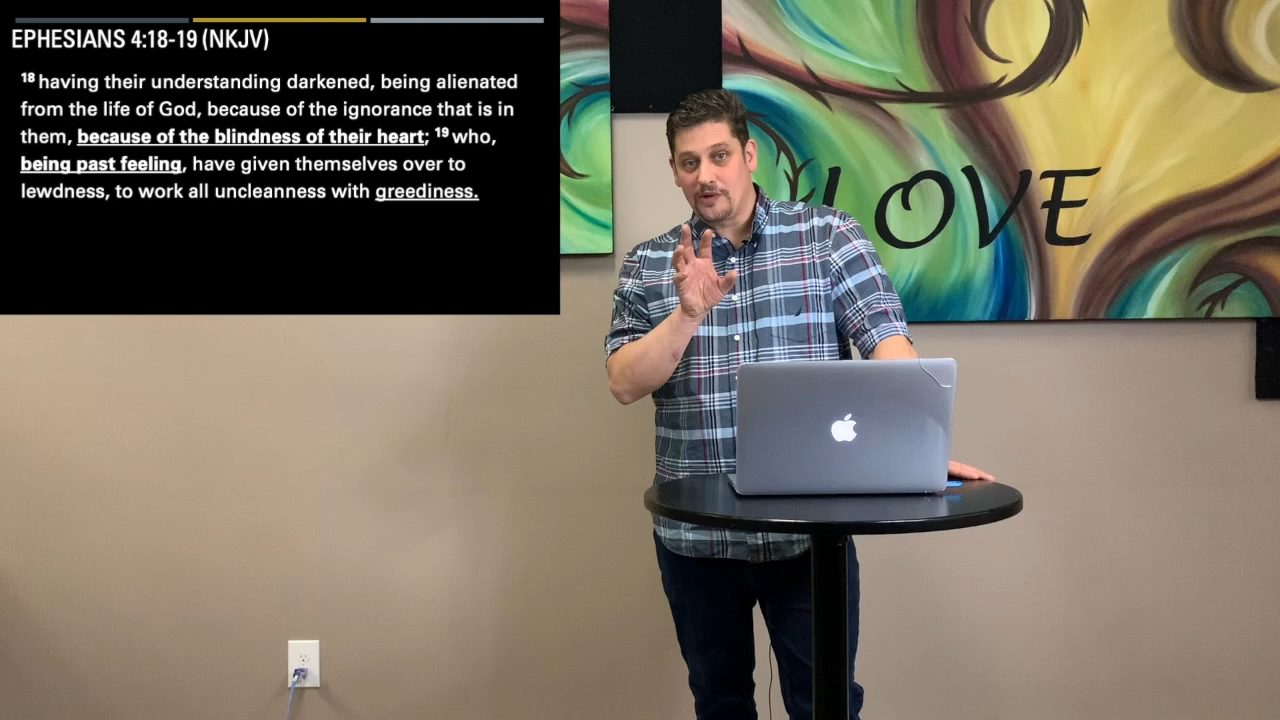 EPHESIANS 4:18-19 (NKJV)
18 having their understanding darkened, being alienated
from the life of God, because of the ignorance that is in
them, because of the blindness of their heart; 19 who,
being past feeling, have given themselves over to
lewdness, to work all uncleanness with greediness.
LOVE